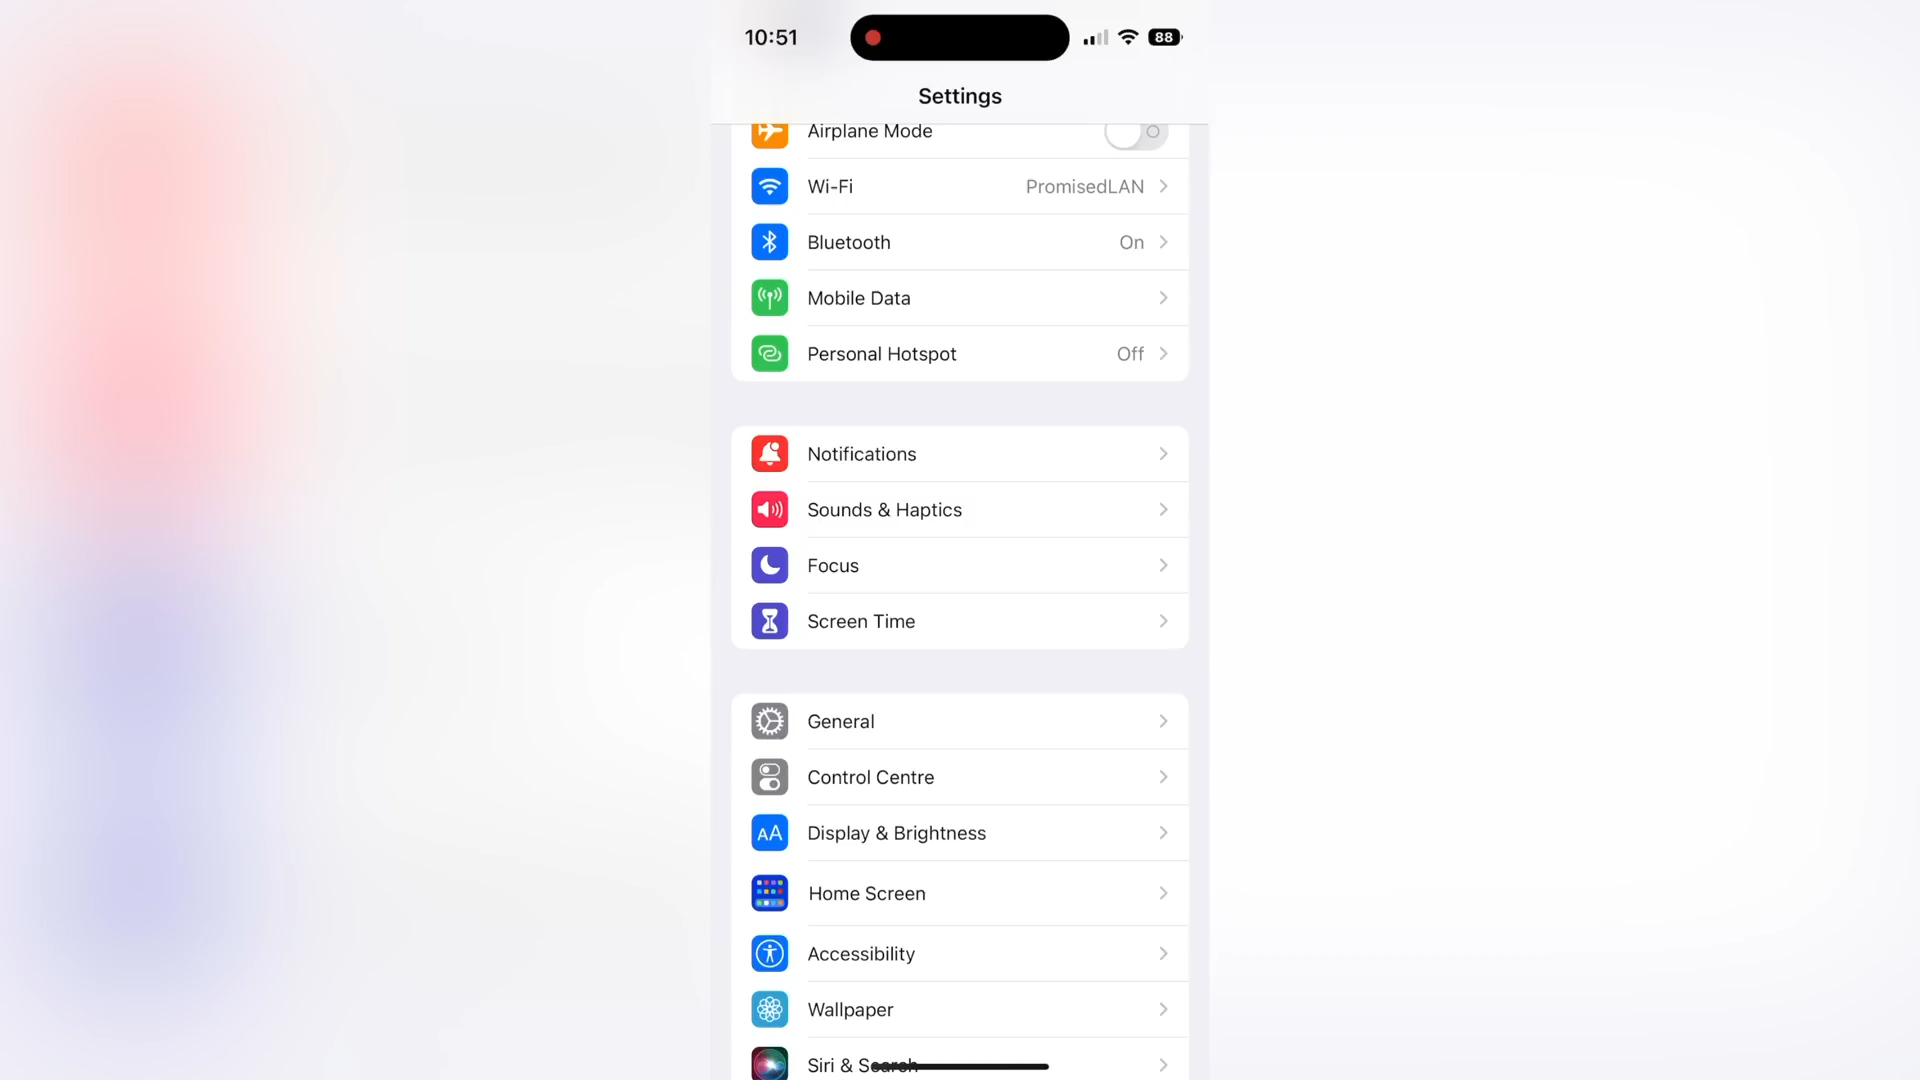 10:51
88
Settings
Airplane Mode
Wi-Fi PromisedLAN
Bluetooth On
Mobile Data
Personal Hotspot Off
Notifications
Sounds & Haptics
Focus
Screen Time
General
Control Centre
AA Display & Brightness
Home Screen
Accessibility
Wallpaper
Siri & Search